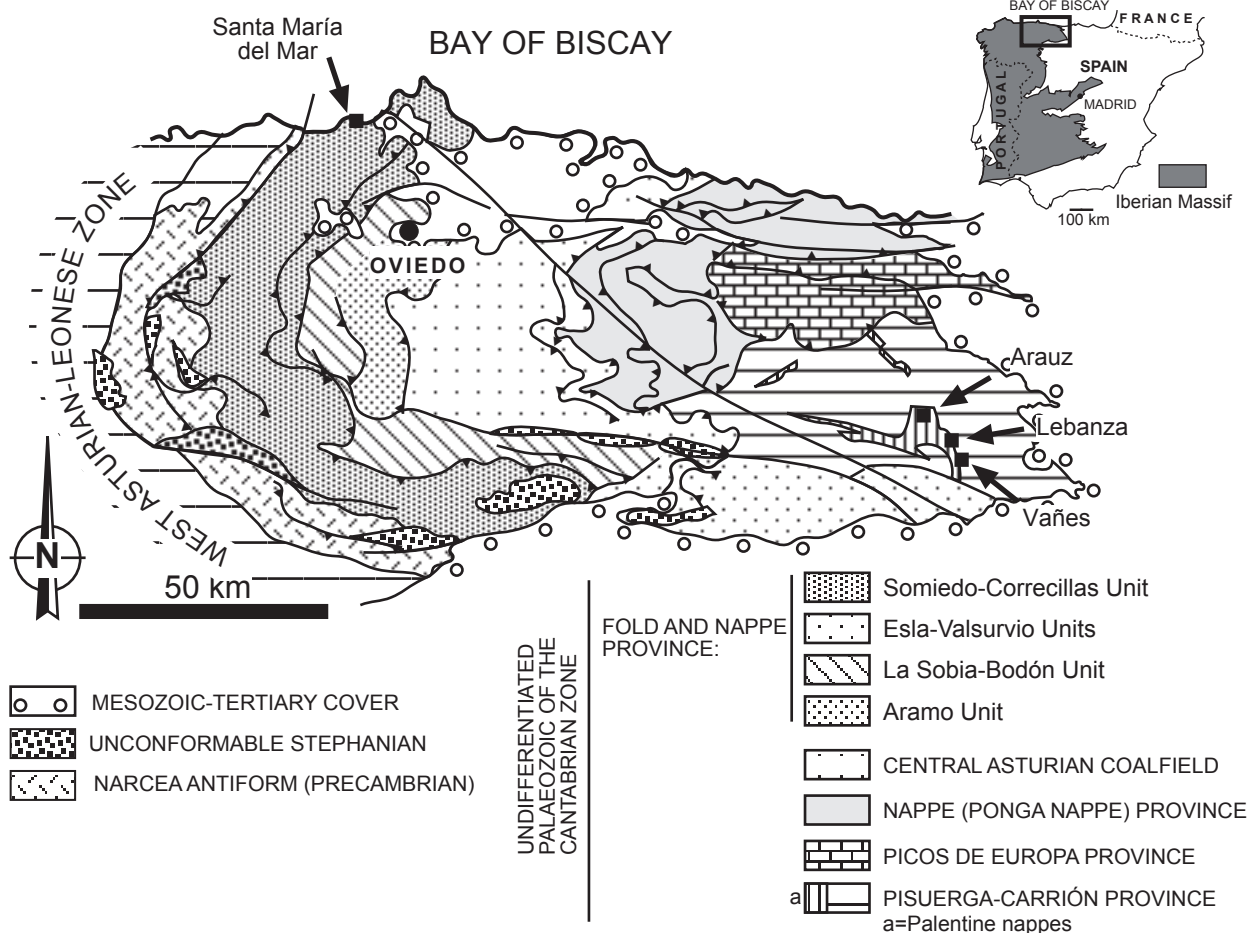 Santa María
del Mar
BAY OF BISCAY
BAY OF BISCAY
FRANCE
SPAIN
MADRID
PORTUGAL
Iberian Massif
100 km
OVIEDO
WEST ASTURIAN-LEONESE ZONE
Arauz
Lebanza
Vañes
N
50 km
MESOZOIC-TERTIARY COVER
UNCONFORMABLE STEPHANIAN
NARCEA ANTIFORM (PRECAMBRIAN)
UNDIFFERENTIATED
PALAEOZOIC OF THE
CANTABRIAN ZONE
FOLD AND NAPPE
PROVINCE:
Somiedo-Correcillas Unit
Esla-Valsurvio Units
La Sobia-Bodón Unit
Aramo Unit
CENTRAL ASTURIAN COALFIELD
NAPPE (PONGA NAPPE) PROVINCE
PICOS DE EUROPA PROVINCE
a
PISUERGA-CARRIÓN PROVINCE
a=Palentine nappes